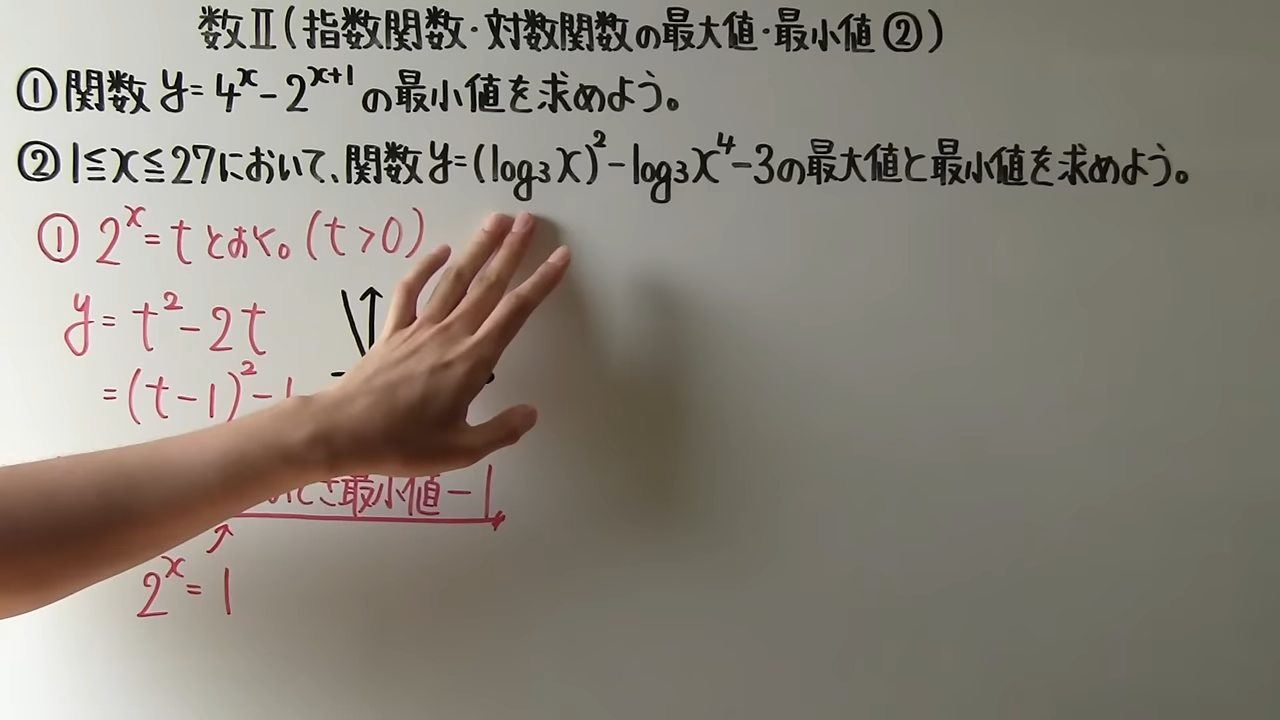 数Ⅱ(指数関数・対数関数の最大値・最小値②)
①関数 y=4^x-2^{x+1} の最小値を求めよう。
②1≦x≦27において、関数y=(log₃x)²-log₃x⁴-3の最大値と最小値を求めよう。
① 2^x=tとおく。(t>0)
y=t²-2t
=(t-1)²-1
とき最小値-1
2^x=1